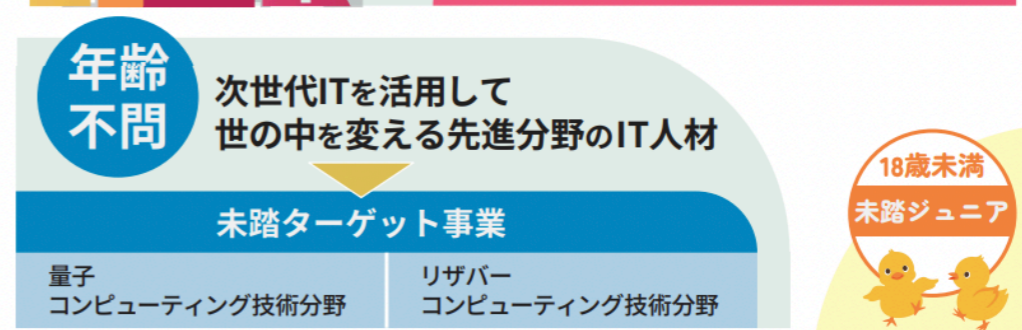 年齢
不問
次世代ITを活用して
世の中を変える先進分野のIT人材
未踏ターゲット事業
量子
コンピューティング技術分野
リザバー
コンピューティング技術分野
18歳未満
未踏ジュニア